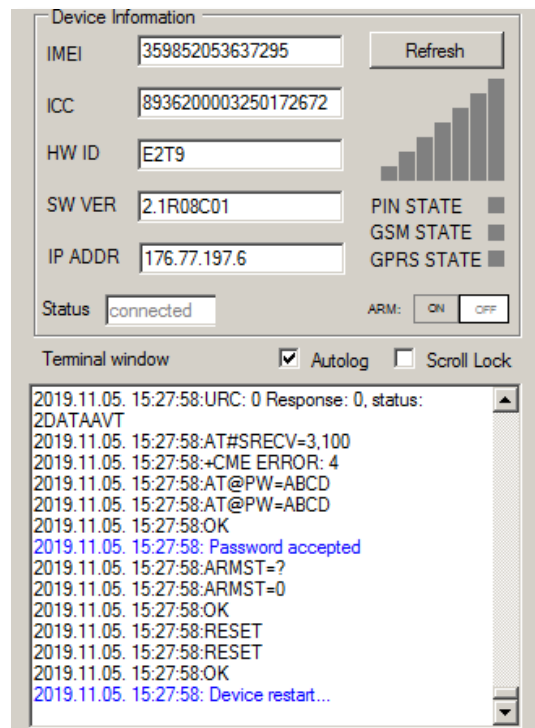 Device Information
IMEI 359852053637295 Refresh
ICC 8936200003250172672
HW ID E2T9
SW VER 2.1R08C01 PIN STATE
GSM STATE
IP ADDR 176.77.197.6 GPRS STATE
Status connected ARM: ON OFF
Terminal window Autolog Scroll Lock
2019.11.05. 15:27:58:URC: 0 Response: 0, status:
2DATAAVT
2019.11.05. 15:27:58:AT#SRECV=3,100
2019.11.05. 15:27:58:+CME ERROR: 4
2019.11.05. 15:27:58:AT@PW=ABCD
2019.11.05. 15:27:58:AT@PW=ABCD
2019.11.05. 15:27:58:OK
2019.11.05. 15:27:58: Password accepted
2019.11.05. 15:27:58:ARMST=?
2019.11.05. 15:27:58:ARMST=0
2019.11.05. 15:27:58:OK
2019.11.05. 15:27:58:RESET
2019.11.05. 15:27:58:RESET
2019.11.05. 15:27:58:OK
2019.11.05. 15:27:58: Device restart...